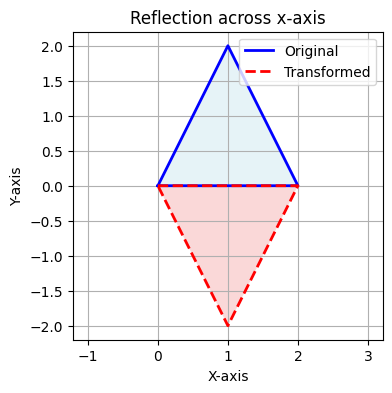 Reflection across x-axis
Original
Transformed
2.0
1.5
1.0
0.5
0.0
−0.5
−1.0
−1.5
−2.0
Y-axis
−1 0 1 2 3
X-axis